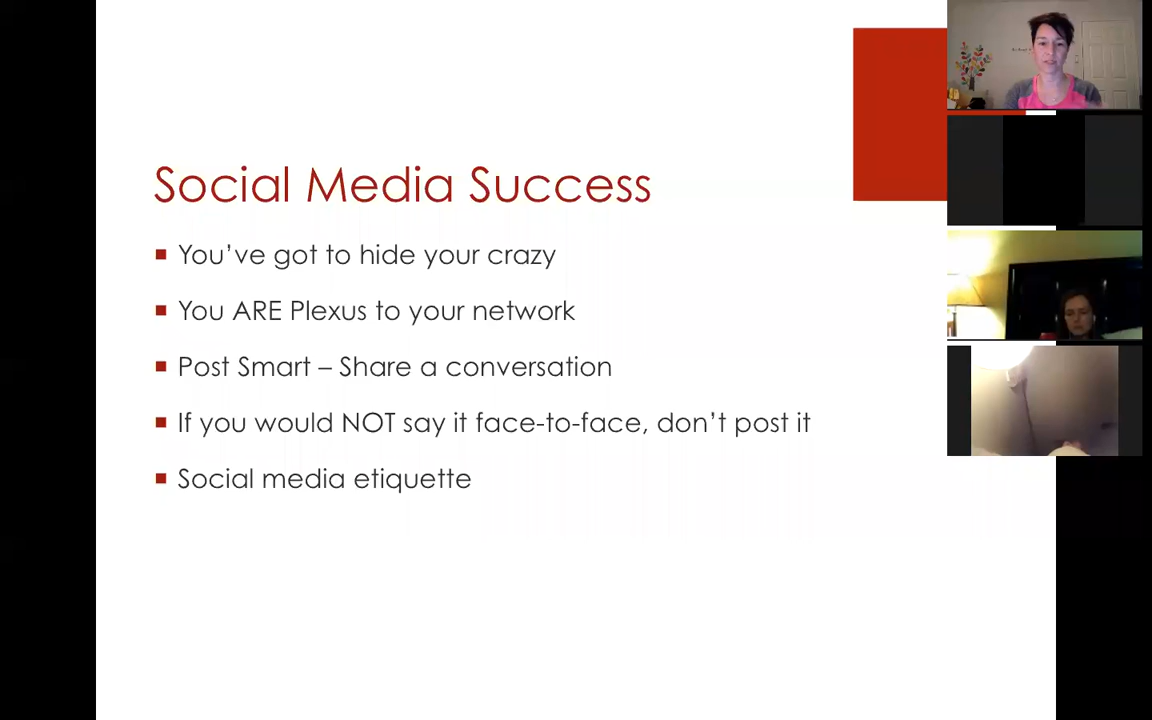 Social Media Success
You've got to hide your crazy
You ARE Plexus to your network
Post Smart – Share a conversation
If you would NOT say it face-to-face, don't post it
Social media etiquette